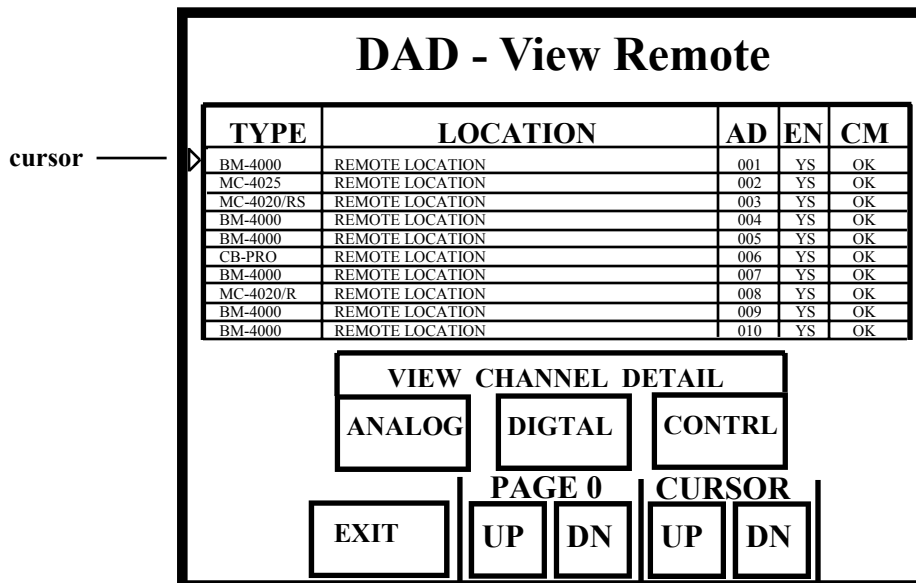 DAD - View Remote
TYPE LOCATION AD EN CM
cursor
BM-4000 REMOTE LOCATION 001 YS OK
MC-4025 REMOTE LOCATION 002 YS OK
MC-4020/RS REMOTE LOCATION 003 YS OK
BM-4000 REMOTE LOCATION 004 YS OK
BM-4000 REMOTE LOCATION 005 YS OK
CB-PRO REMOTE LOCATION 006 YS OK
BM-4000 REMOTE LOCATION 007 YS OK
MC-4020/R REMOTE LOCATION 008 YS OK
BM-4000 REMOTE LOCATION 009 YS OK
BM-4000 REMOTE LOCATION 010 YS OK
VIEW CHANNEL DETAIL
ANALOG DIGTAL CONTRL
PAGE 0 CURSOR
EXIT UP DN UP DN